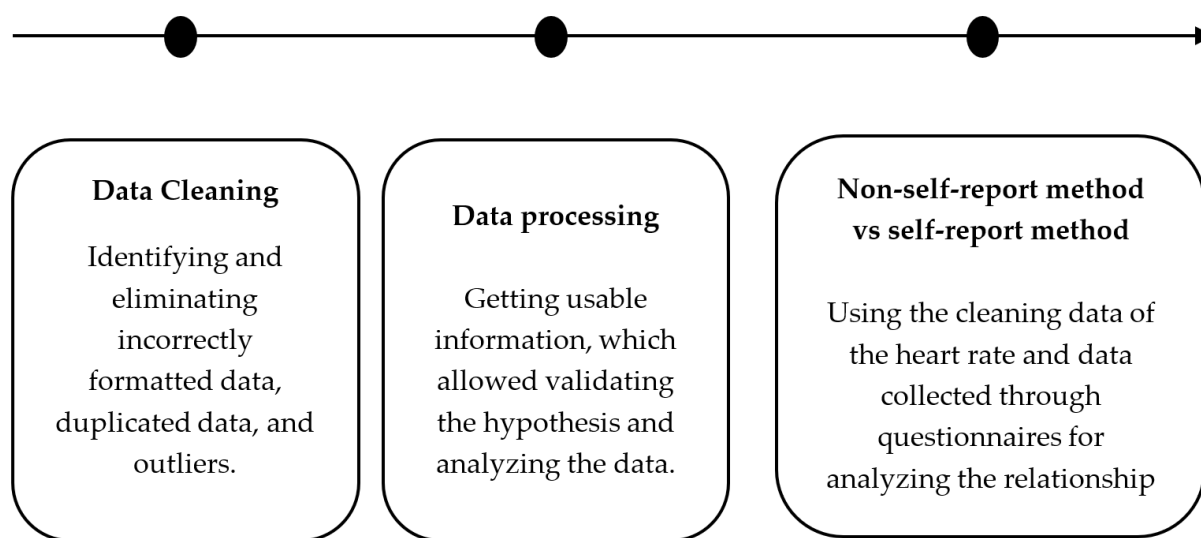 Data Cleaning
Identifying and
eliminating
incorrectly
formatted data,
duplicated data, and
outliers.
Data processing
Getting usable
information, which
allowed validating
the hypothesis and
analyzing the data.
Non-self-report method
vs self-report method
Using the cleaning data of
the heart rate and data
collected through
questionnaires for
analyzing the relationship